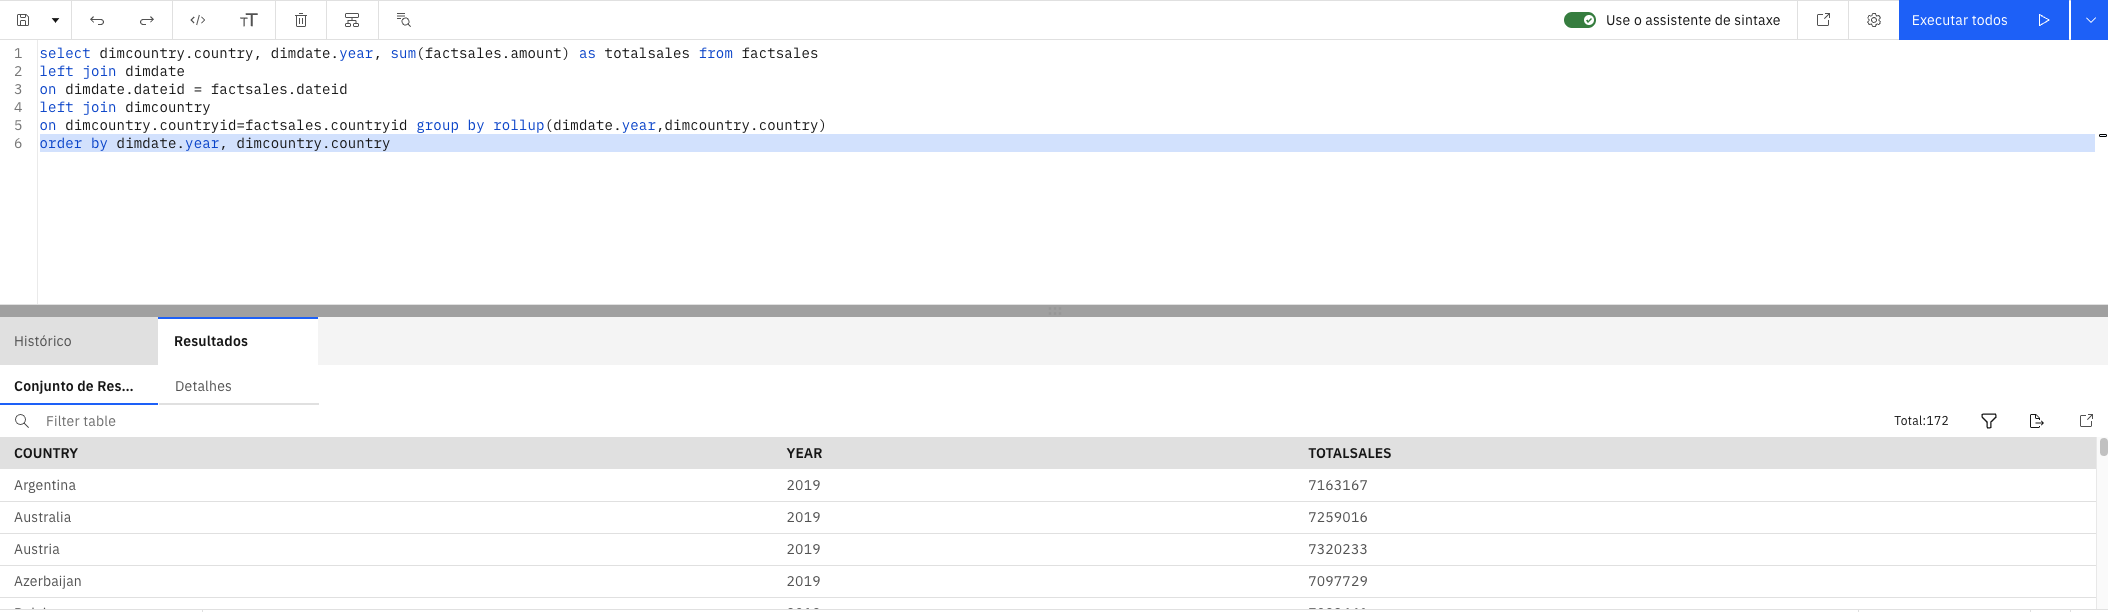 Use o assistente de sintaxe Executar todos
1 select dimcountry.country, dimdate.year, sum(factsales.amount) as totalsales from factsales
2 left join dimdate
3 on dimdate.dateid = factsales.dateid
4 left join dimcountry
5 on dimcountry.countryid=factsales.countryid group by rollup(dimdate.year,dimcountry.country)
6 order by dimdate.year, dimcountry.country
Histórico Resultados
Conjunto de Res... Detalhes
Filter table Total:172
COUNTRY YEAR TOTALSALES
Argentina 2019 7163167
Australia 2019 7259016
Austria 2019 7320233
Azerbaijan 2019 7097729